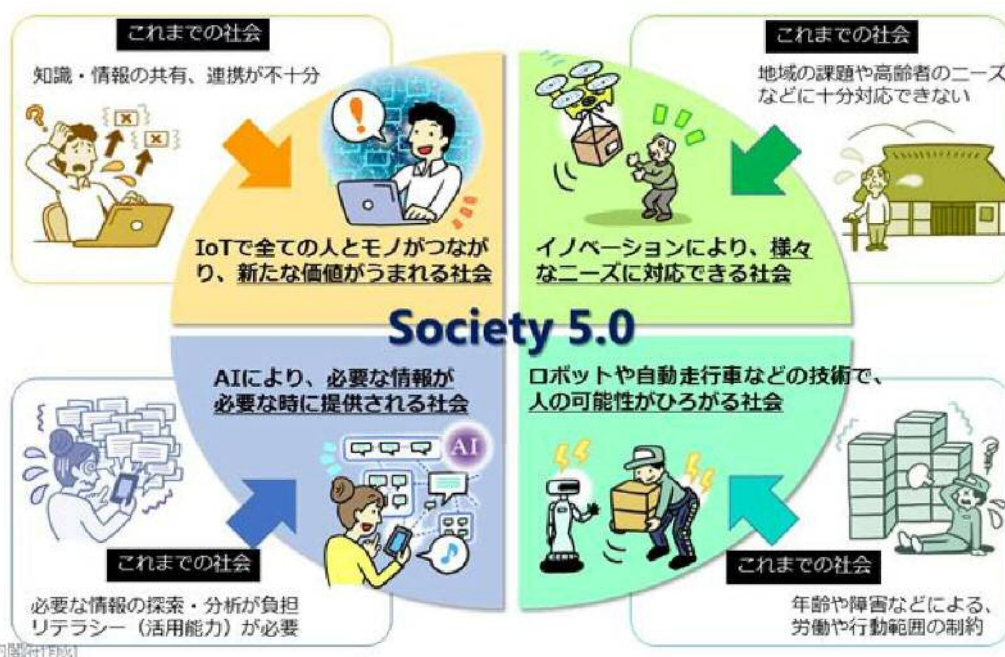 これまでの社会
知識・情報の共有、連携が不十分
IoTで全ての人とモノがつなが
り、新たな価値がうまれる社会
これまでの社会
地域の課題や高齢者のニーズ
などに十分対応できない
イノベーションにより、様々
なニーズに対応できる社会
Society 5.0
AIにより、必要な情報が
必要な時に提供される社会
AI
これまでの社会
必要な情報の探索・分析が負担
リテラシー（活用能力）が必要
ロボットや自動走行車などの技術で、
人の可能性がひろがる社会
これまでの社会
年齢や障害などによる、
労働や行動範囲の制約
内閣府作成]